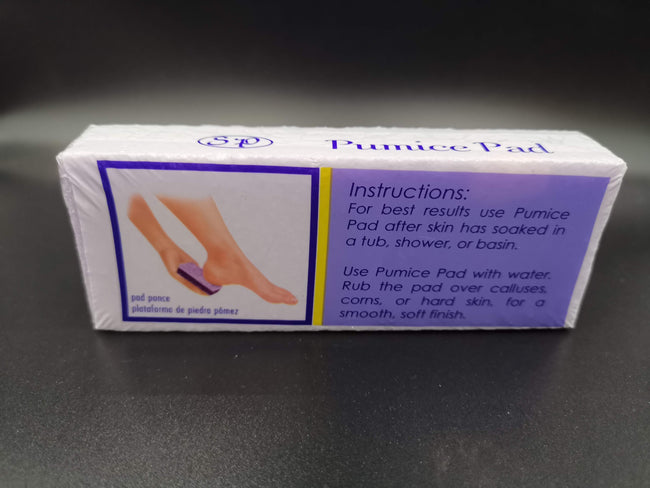 Pumice Pad
Instructions:
For best results use Pumice
Pad after skin has soaked in
a tub, shower, or basin.
Use Pumice Pad with water.
Rub the pad over calluses,
corns, or hard skin, for a
smooth, soft finish.
pad ponce
plataforma de piedra pómez